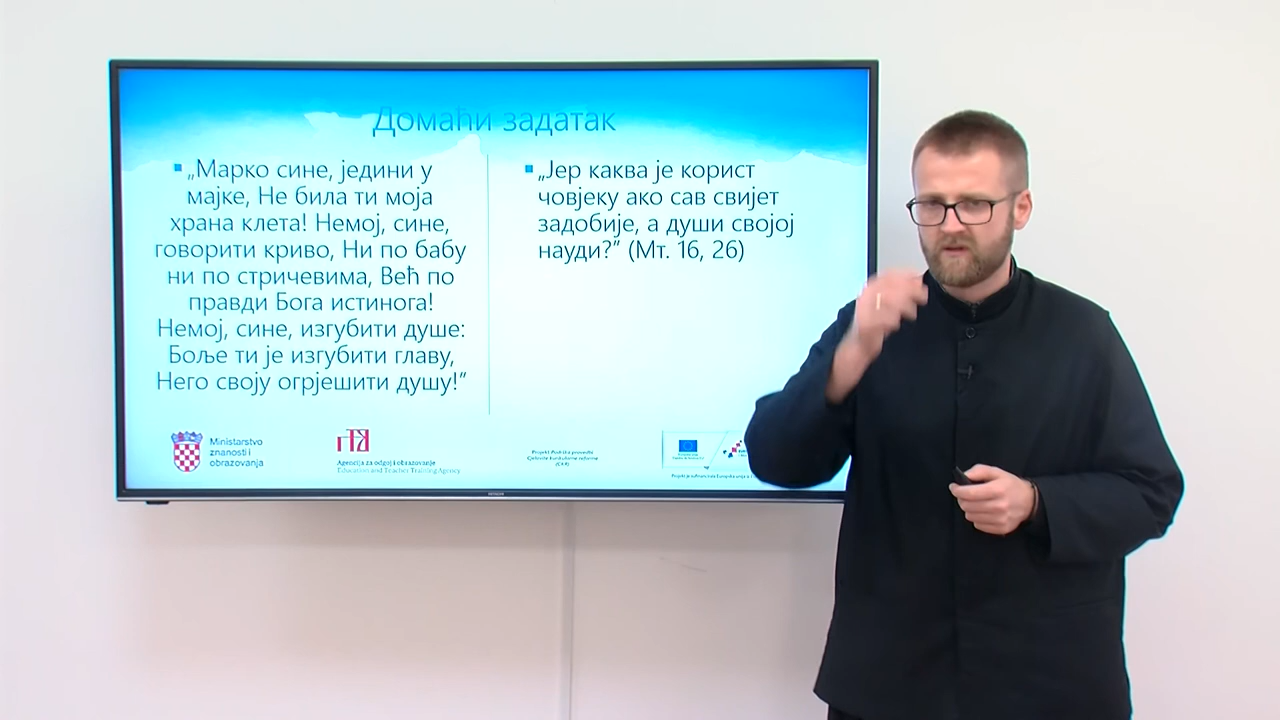 Домаћи задатак
„Марко сине, једини у
мајке, Не била ти моја
храна клета! Немој, сине,
говорити криво, Ни по бабу
ни по стричевима, Већ по
правди Бога истинога!
Немој, сине, изгубити душе:
Боље ти је изгубити главу,
Него своју огрјешити душу!”
„Јер каква је корист
човјеку ако сав свијет
задобије, а души својој
науди?” (Мт. 16, 26)
Ministarstvo
znanosti i
obrazovanja
Agencija za odgoj i obrazovanje
Education and Teacher Training Agency